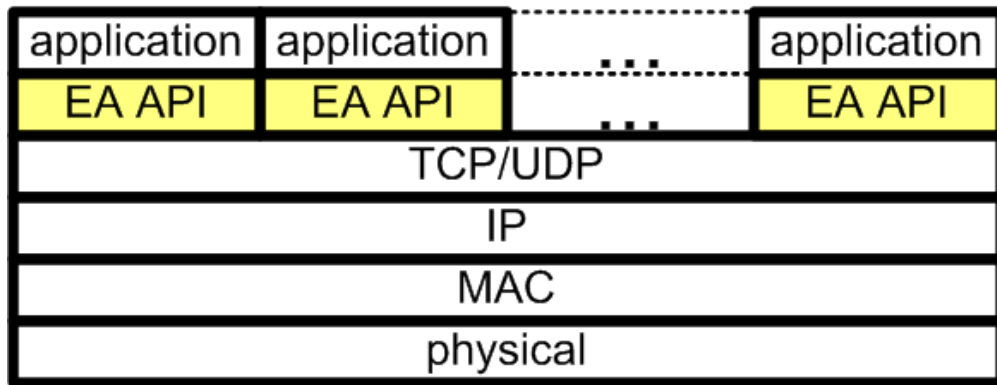 application application ... application
EA API EA API ... EA API
TCP/UDP
IP
MAC
physical